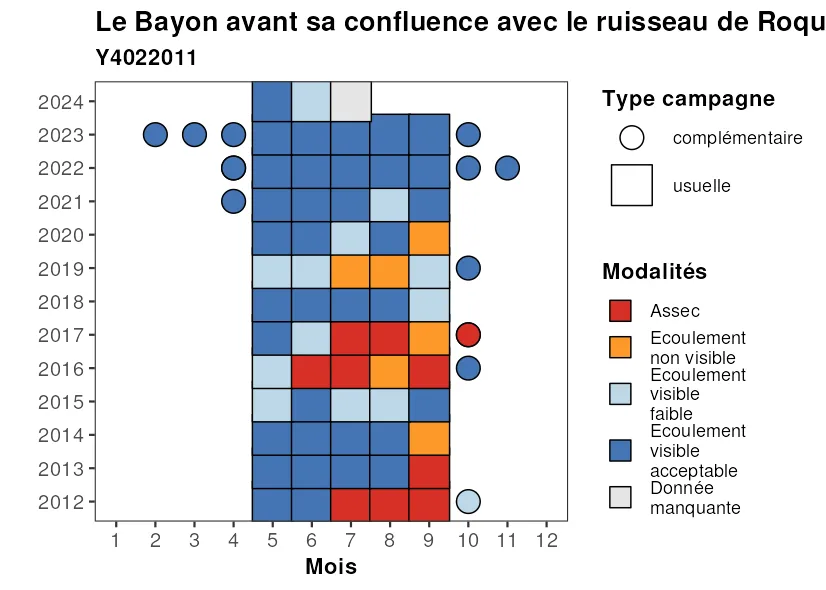 Le Bayon avant sa confluence avec le ruisseau de Roqu
Y4022011
2024
2023
2022
2021
2020
2019
2018
2017
2016
2015
2014
2013
2012
1 2 3 4 5 6 7 8 9 10 11 12
Mois
Type campagne
complémentaire
usuelle
Modalités
Assec
Ecoulement
non visible
Ecoulement
visible
faible
Ecoulement
visible
acceptable
Donnée
manquante